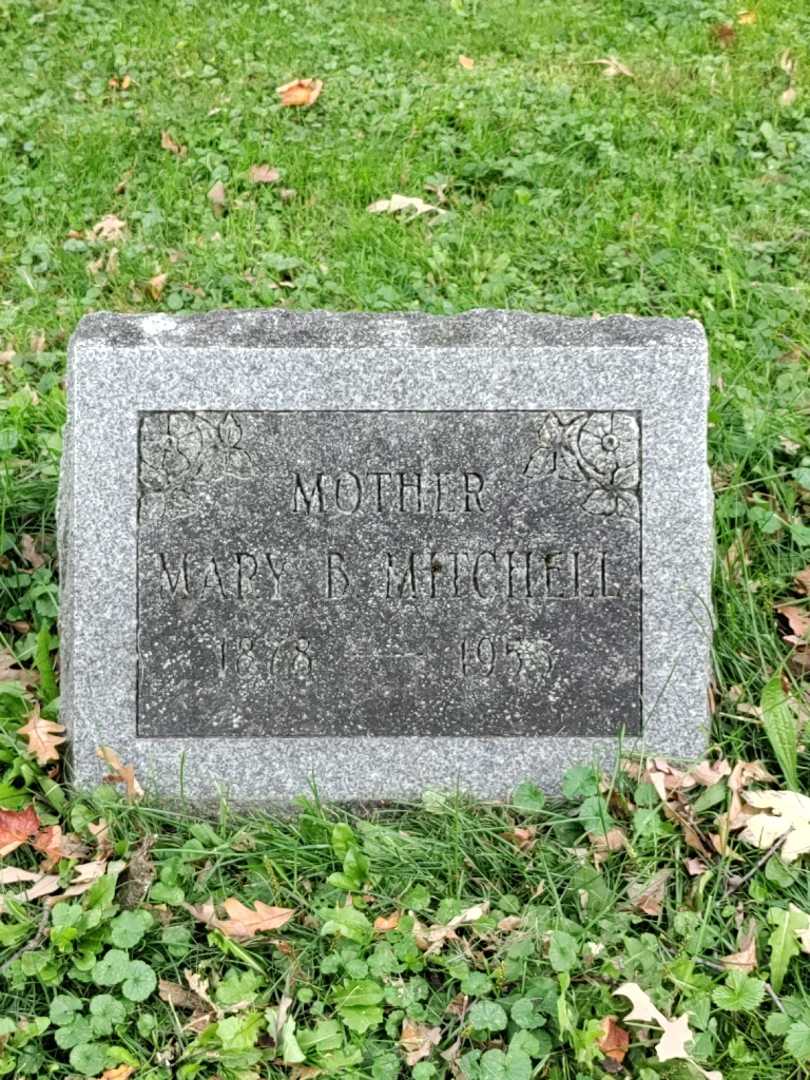 MOTHER
MARY B. MITCHELL
1878 — 1955